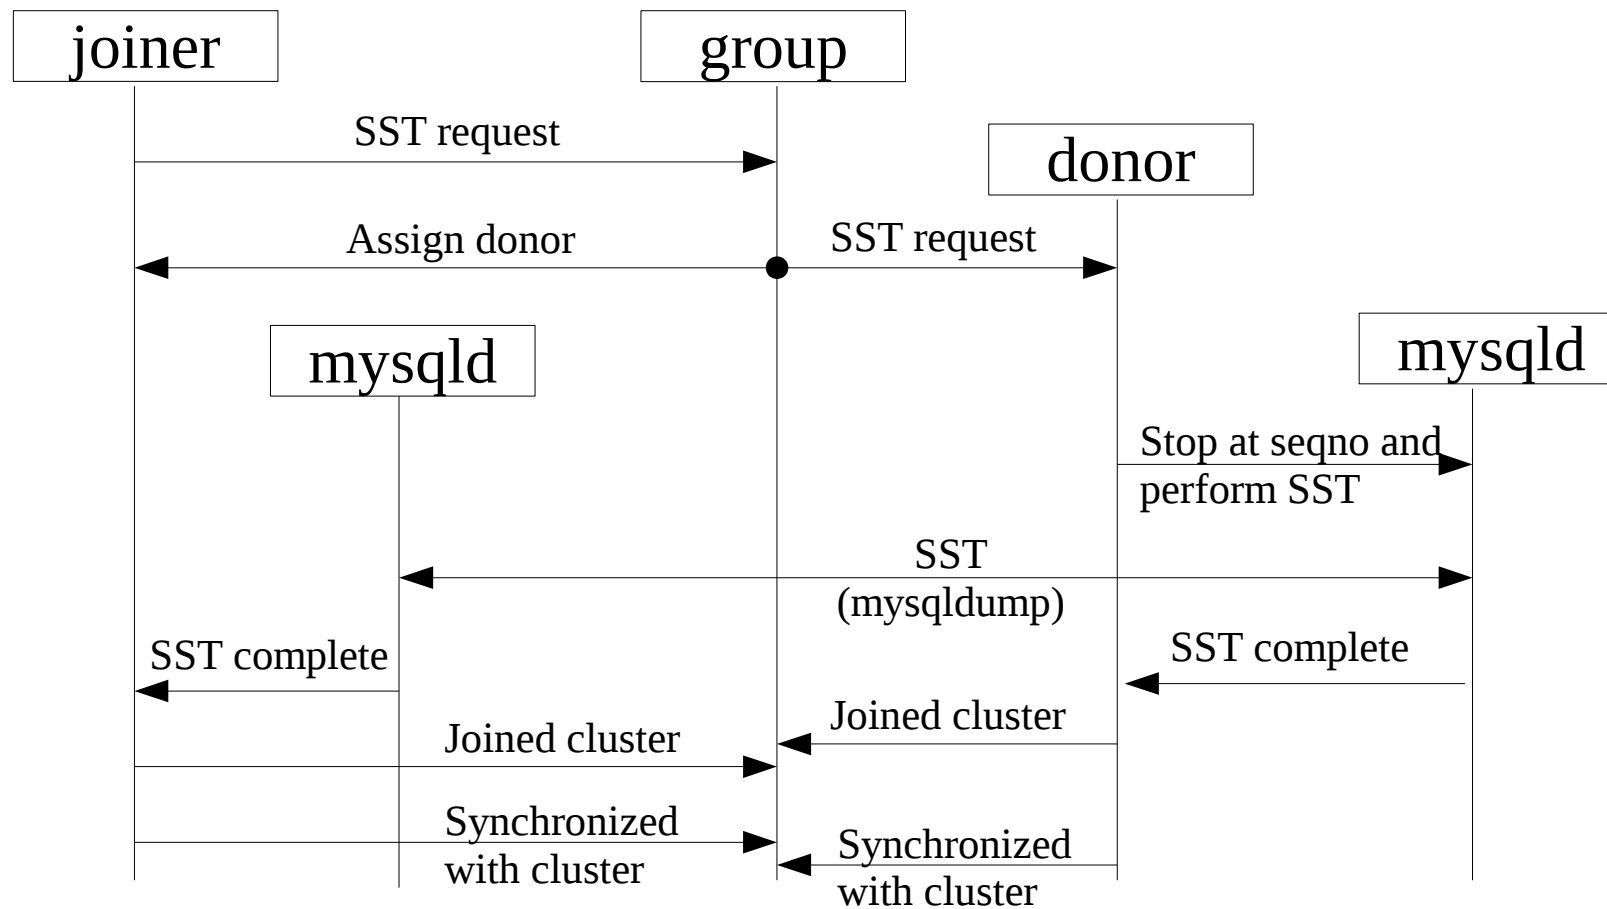 joiner
group
SST request
donor
Assign donor
SST request
mysqld
mysqld
Stop at seqno and
perform SST
SST
(mysqldump)
SST complete
SST complete
Joined cluster
Joined cluster
Synchronized
with cluster
Synchronized
with cluster